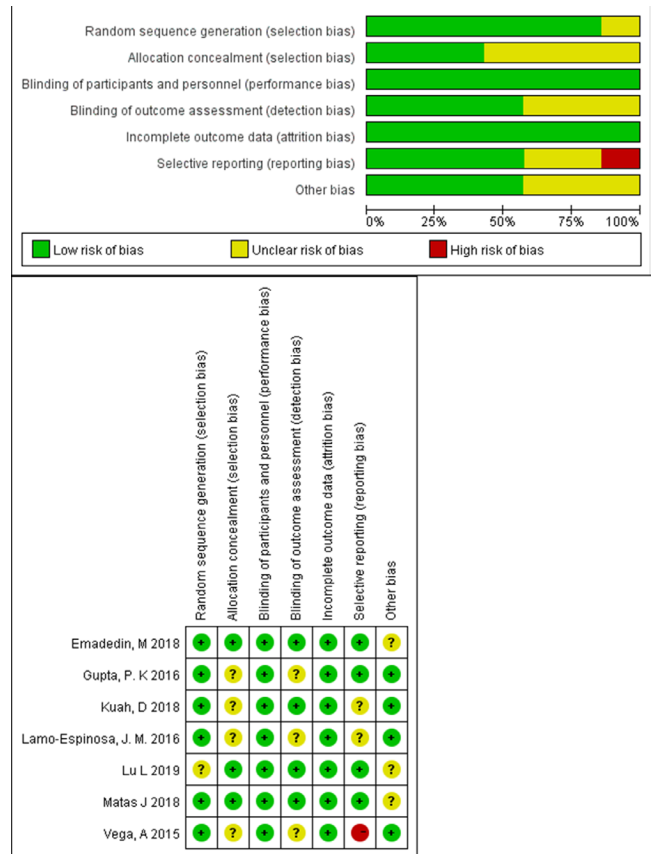 Random sequence generation (selection bias)
Allocation concealment (selection bias)
Blinding of participants and personnel (performance bias)
Blinding of outcome assessment (detection bias)
Incomplete outcome data (attrition bias)
Selective reporting (reporting bias)
Other bias
0% 25% 50% 75% 100%
Low risk of bias Unclear risk of bias High risk of bias
Random sequence generation (selection bias)
Allocation concealment (selection bias)
Blinding of participants and personnel (performance bias)
Blinding of outcome assessment (detection bias)
Incomplete outcome data (attrition bias)
Selective reporting (reporting bias)
Other bias
Emadedin, M 2018 + + + + + + ?
Gupta, P. K 2016 + ? + ? + + +
Kuah, D 2018 + ? + + + ? +
Lamo-Espinosa, J. M. 2016 + ? + ? + ? +
Lu L 2019 ? + + + + + ?
Matas J 2018 + + + + + + ?
Vega, A 2015 + ? + ? + - +